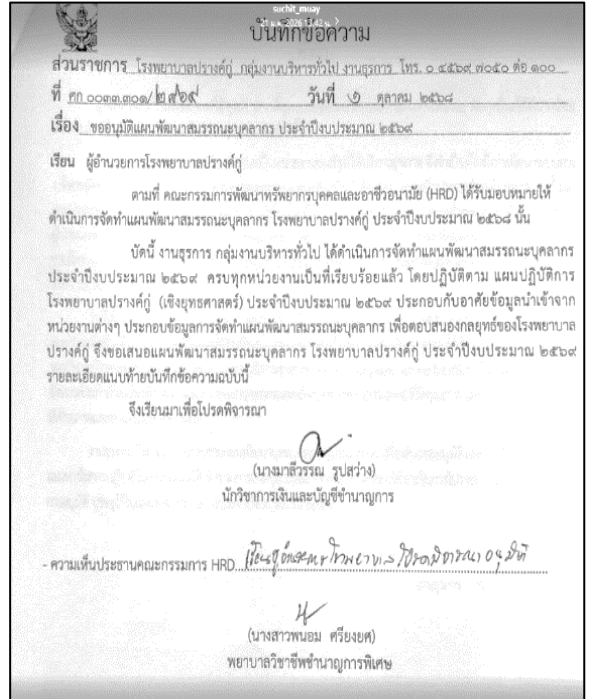 suchit_muay
บันทึกข้อความ
ส่วนราชการ โรงพยาบาลปรางค์กู่ กลุ่มงานบริหารทั่วไป งานธุรการ โทร. ๐ ๔๕๖๙ ๗๐๕๐ ต่อ ๑๐๐
ที่ ศก ๐๐๓๓.๓๐๑/๒๙๖๙ วันที่ ๑ ตุลาคม ๒๕๖๘
เรื่อง ขออนุมัติแผนพัฒนาสมรรถนะบุคลากร ประจำปีงบประมาณ ๒๕๖๙
เรียน ผู้อำนวยการโรงพยาบาลปรางค์กู่
ตามที่ คณะกรรมการพัฒนาทรัพยากรบุคคลและอาชีวอนามัย (HRD) ได้รับมอบหมายให้
ดำเนินการจัดทำแผนพัฒนาสมรรถนะบุคลากร โรงพยาบาลปรางค์กู่ ประจำปีงบประมาณ ๒๕๖๘ นั้น
บัดนี้ งานธุรการ กลุ่มงานบริหารทั่วไป ได้ดำเนินการจัดทำแผนพัฒนาสมรรถนะบุคลากร
ประจำปีงบประมาณ ๒๕๖๙ ครบทุกหน่วยงานเป็นที่เรียบร้อยแล้ว โดยปฏิบัติตาม แผนปฏิบัติการ
โรงพยาบาลปรางค์กู่ (เชิงยุทธศาสตร์) ประจำปีงบประมาณ ๒๕๖๙ ประกอบกับอาศัยข้อมูลนำเข้าจาก
หน่วยงานต่างๆ ประกอบข้อมูลการจัดทำแผนพัฒนาสมรรถนะบุคลากร เพื่อตอบสนองกลยุทธ์ของโรงพยาบาล
ปรางค์กู่ จึงขอเสนอแผนพัฒนาสมรรถนะบุคลากร โรงพยาบาลปรางค์กู่ ประจำปีงบประมาณ ๒๕๖๙
รายละเอียดแนบท้ายบันทึกข้อความฉบับนี้
จึงเรียนมาเพื่อโปรดพิจารณา
(นางมาลีวรรณ รูปสว่าง)
นักวิชาการเงินและบัญชีชำนาญการ
- ความเห็นประธานคณะกรรมการ HRD เรียนผู้อำนวยการโรงพยาบาล โปรดพิจารณาอนุมัติ
(นางสาวพนอม ศรียงยศ)
พยาบาลวิชาชีพชำนาญการพิเศษ